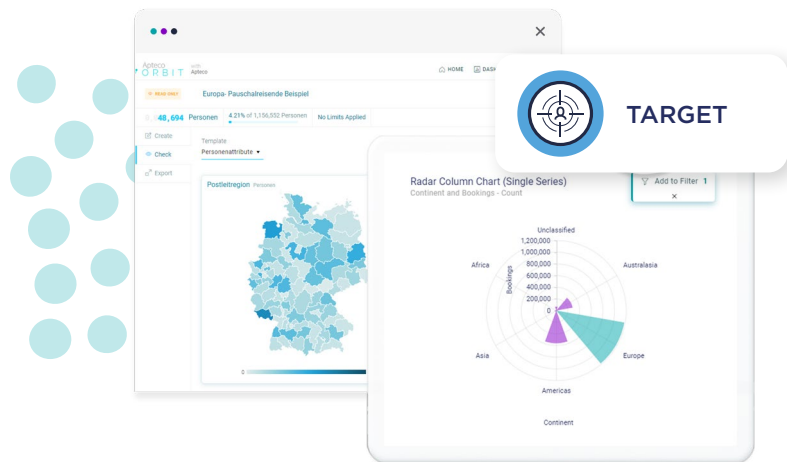 Apteco
ORBIT
with
Apteco
HOME
DASH
READ ONLY
Europa- Pauschalreisende Beispiel
48,694 Personen
4.21% of 1,156,552 Personen
No Limits Applied
Create
Check
Export
Template
Personenattribute
Postleitregion Personen
0
TARGET
Radar Column Chart (Single Series)
Continent and Bookings - Count
Add to Filter 1
Unclassified
1,200,000
1,000,000
800,000
600,000
400,000
200,000
0
Bookings
Africa
Australasia
Asia
Europe
Americas
Continent